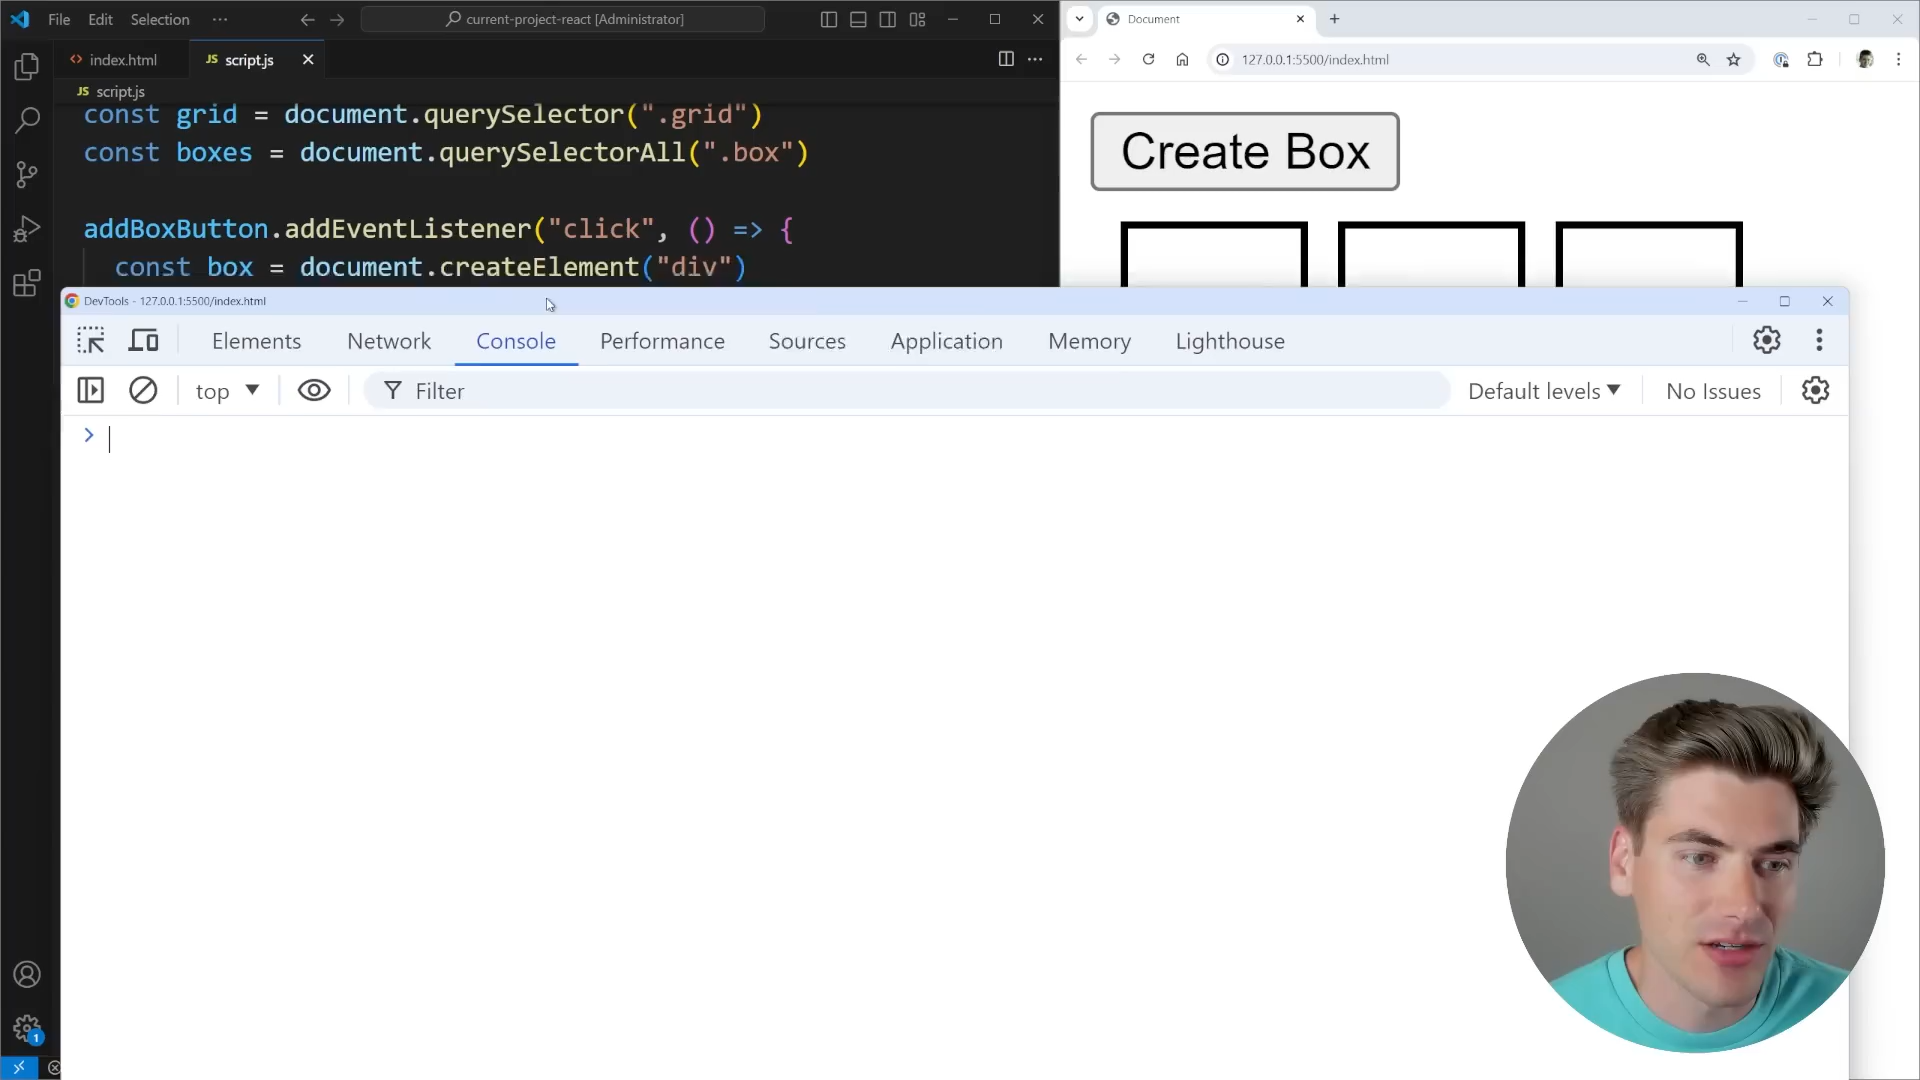 File Edit Selection ··· current-project-react [Administrator]
index.html JS script.js
JS script.js
const grid = document.querySelector(".grid")
const boxes = document.querySelectorAll(".box")
addBoxButton.addEventListener("click", () => {
const box = document.createElement("div")
1
Document
127.0.0.1:5500/index.html
Create Box
DevTools - 127.0.0.1:5500/index.html
Elements Network Console Performance Sources Application Memory Lighthouse
top Filter Default levels No Issues